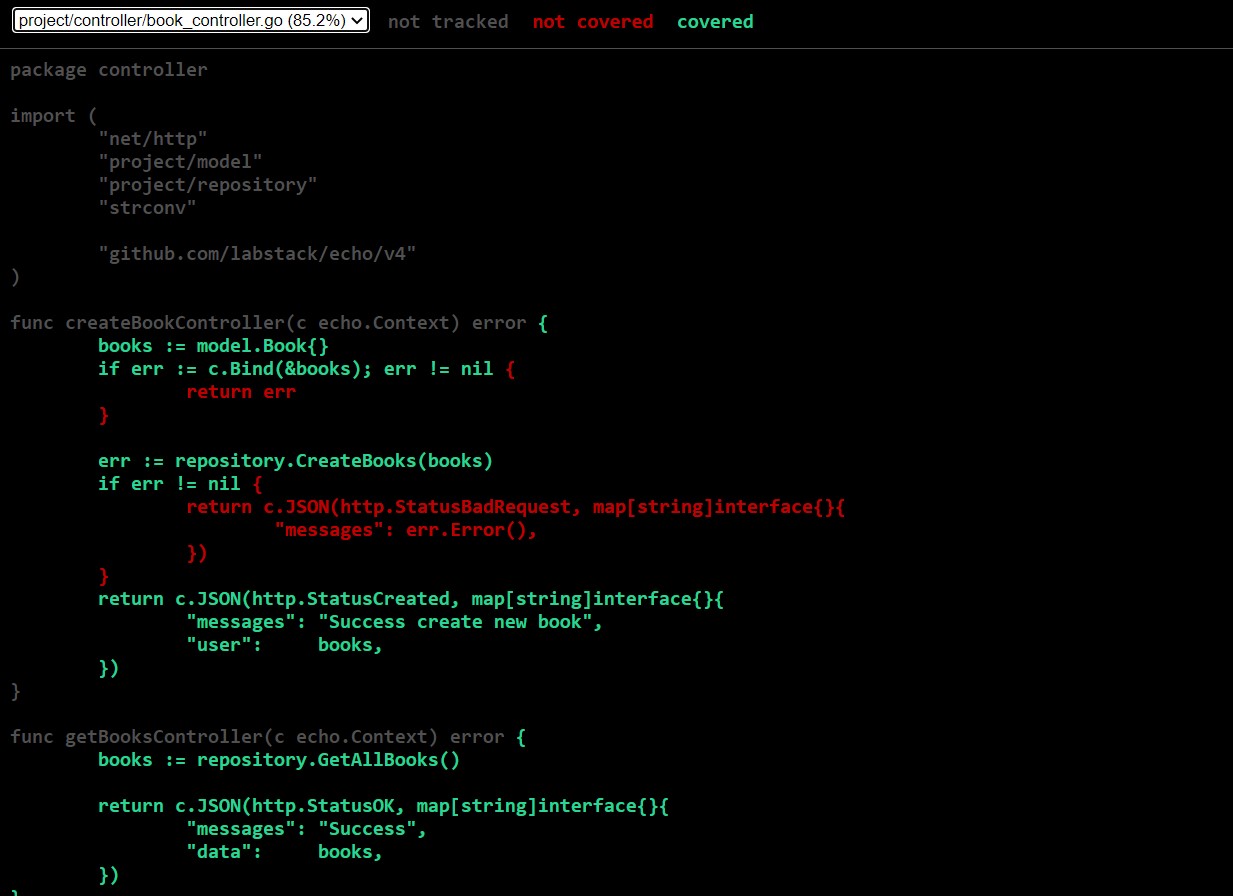 project/controller/book_controller.go (85.2%) not tracked not covered covered
package controller
import (
"net/http"
"project/model"
"project/repository"
"strconv"
"github.com/labstack/echo/v4"
)
func createBookController(c echo.Context) error {
books := model.Book{}
if err := c.Bind(&books); err != nil {
return err
}
err := repository.CreateBooks(books)
if err != nil {
return c.JSON(http.StatusBadRequest, map[string]interface{}{
"messages": err.Error(),
})
}
return c.JSON(http.StatusCreated, map[string]interface{}{
"messages": "Success create new book",
"user":     books,
})
}
func getBooksController(c echo.Context) error {
books := repository.GetAllBooks()
return c.JSON(http.StatusOK, map[string]interface{}{
"messages": "Success",
"data":     books,
})
}